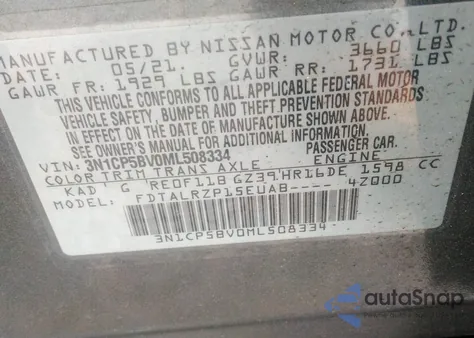 MANUFACTURED BY NISSAN MOTOR CO., LTD.
DATE: 05/21. GVWR: 3660 LBS
GAWR FR: 1929 LBS GAWR RR: 1731 LBS
THIS VEHICLE CONFORMS TO ALL APPLICABLE FEDERAL MOTOR
VEHICLE SAFETY, BUMPER AND THEFT PREVENTION STANDARDS
IN EFFECT ON THE DATE OF MANUFACTURE SHOWN ABOVE.
SEE OWNER'S MANUAL FOR ADDITIONAL INFORMATION.
VIN: 3N1CP5BV0ML508334 PASSENGER CAR.
COLOR TRIM TRANS AXLE
KAD G RE0F11B GZ39 HR16DE 1598 CC
MODEL: FDTALRZP15EUAB---- 4Z000
3N1CP5BV0ML508334
autoSnap